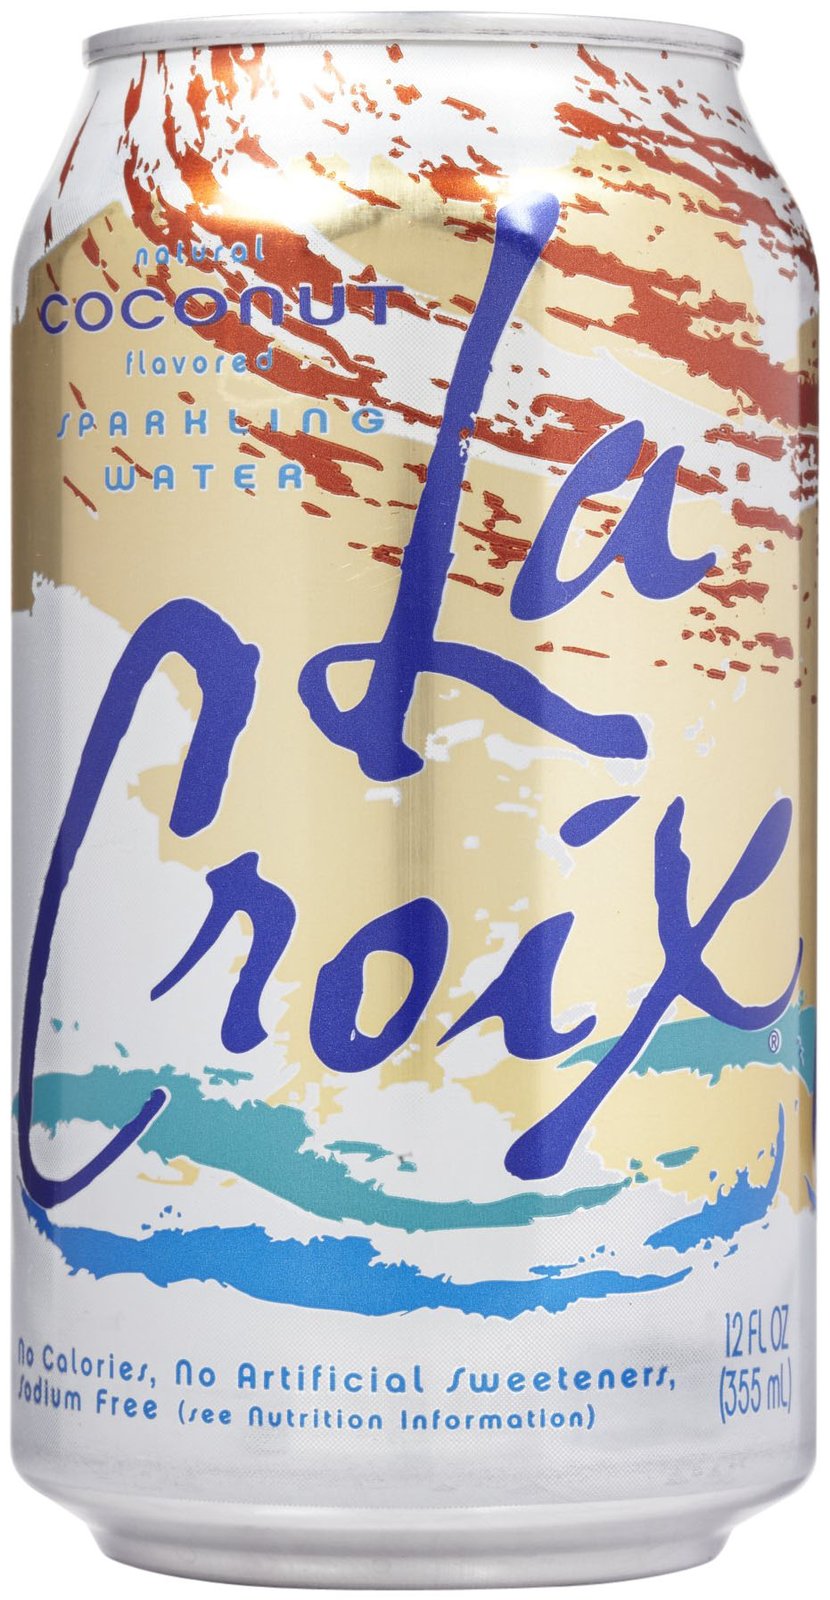 natural
COCONUT
flavored
SPARKLING
WATER
La
Croix®
No Calories, No Artificial Sweeteners,
Sodium Free (see Nutrition Information)
12 FL OZ
(355 mL)